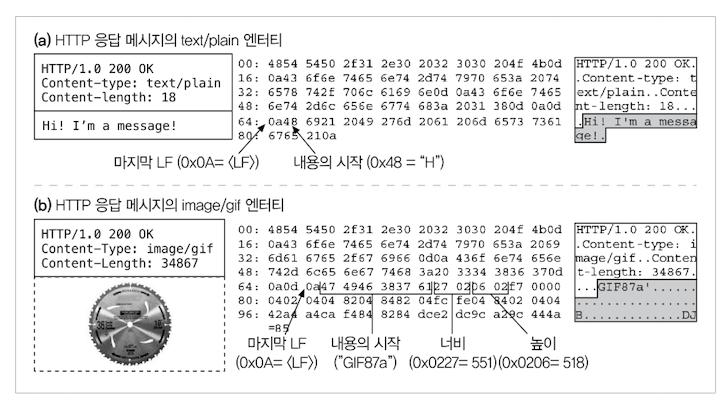 (a) HTTP 응답 메시지의 text/plain 엔터티
HTTP/1.0 200 OK
Content-type: text/plain
Content-length: 18
Hi! I'm a message!
00: 4854 5450 2f31 2e30 2032 3030 204f 4b0d
16: 0a43 6f6e 7465 6e74 2d74 7970 653a 2074
32: 6578 742f 706c 6169 6e0d 0a43 6f6e 7465
48: 6e74 2d6c 656e 6774 683a 2031 380d 0a0d
64: 0a48 6921 2049 276d 2061 206d 6573 7361
80: 6765 210a
HTTP/1.0 200 OK.
.Content-type: t
ext/plain..Conte
nt-length: 18...
.Hi! I'm a messa
ge!.
마지막 LF (0x0A= 〈LF〉)
내용의 시작 (0x48 = “H”)
(b) HTTP 응답 메시지의 image/gif 엔터티
HTTP/1.0 200 OK
Content-Type: image/gif
Content-Length: 34867
00: 4854 5450 2f31 2e30 2032 3030 204f 4b0d
16: 0a43 6f6e 7465 6e74 2d74 7970 653a 2069
32: 6d61 6765 2f67 6966 0d0a 436f 6e74 656e
48: 742d 6c65 6e67 7468 3a20 3334 3836 370d
64: 0a0d 0a47 4946 3837 6127 0206 02f7 0000
80: 0402 0404 8204 8482 04fc fe04 8402 0404
96: 42a4 a4ca f484 8284 dce2 dc9c a29c 444a
=85
HTTP/1.0 200 OK.
.Content-type: i
mage/gif..Conten
t-length: 34867.
...GIF87a'......
................
B.............DJ
마지막 LF
(0x0A= 〈LF〉)
내용의 시작
("GIF87a")
너비
(0x0227= 551)
높이
(0x0206= 518)